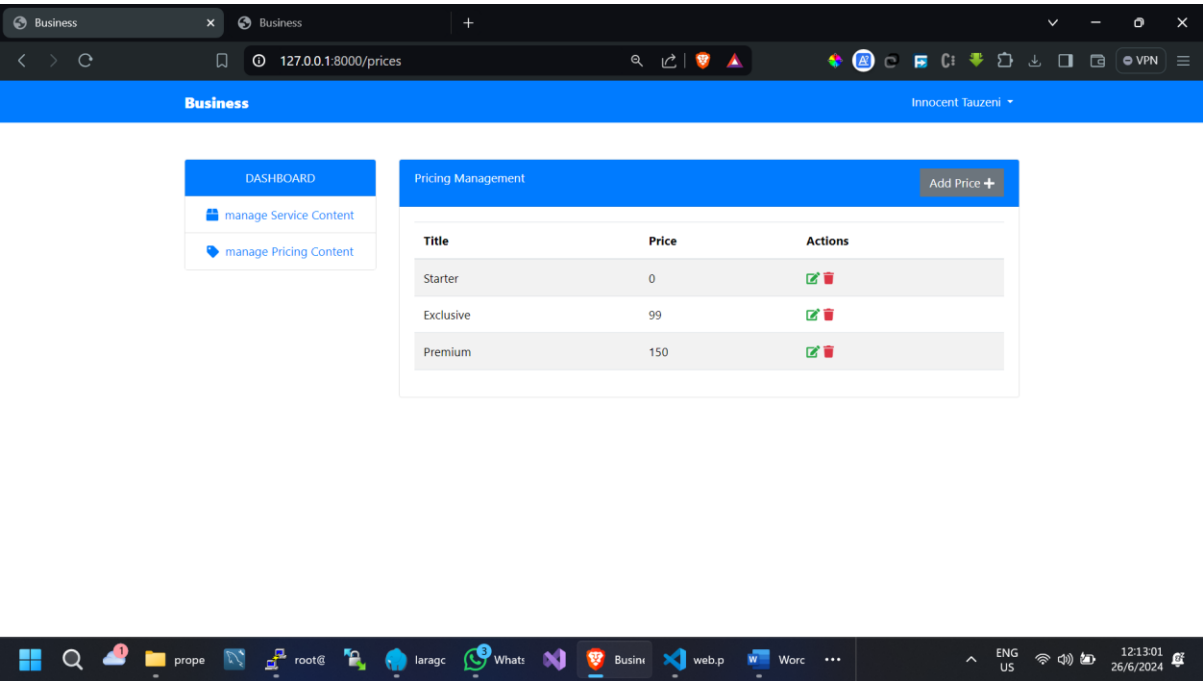 Business
Business
127.0.0.1:8000/prices
VPN
Business
Innocent Tauzeni
DASHBOARD
manage Service Content
manage Pricing Content
Pricing Management
Add Price
Title Price Actions
Starter 0
Exclusive 99
Premium 150
1
prope
root@
laragc
3
Whats
Busine
web.p
Worc
ENG
US
12:13:01
26/6/2024